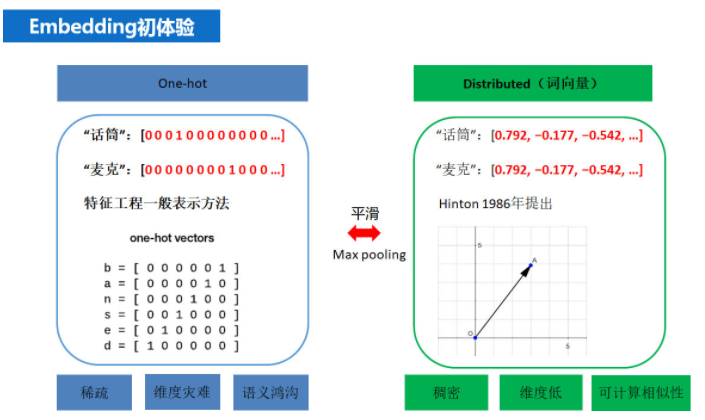 Embedding初体验
One-hot
“话筒”：[0 0 0 1 0 0 0 0 0 0 0 0 ...]
“麦克”：[0 0 0 0 0 0 0 0 1 0 0 0 ...]
特征工程一般表示方法
one-hot vectors
b = [ 0 0 0 0 0 1 ]
a = [ 0 0 0 0 1 0 ]
n = [ 0 0 0 1 0 0 ]
s = [ 0 0 1 0 0 0 ]
e = [ 0 1 0 0 0 0 ]
d = [ 1 0 0 0 0 0 ]
稀疏
维度灾难
语义鸿沟
平滑
Max pooling
Distributed（词向量）
“话筒”：[0.792, −0.177, −0.542, ...]
“麦克”：[0.792, −0.177, −0.542, ...]
Hinton 1986年提出
5
A
O
5
稠密
维度低
可计算相似性